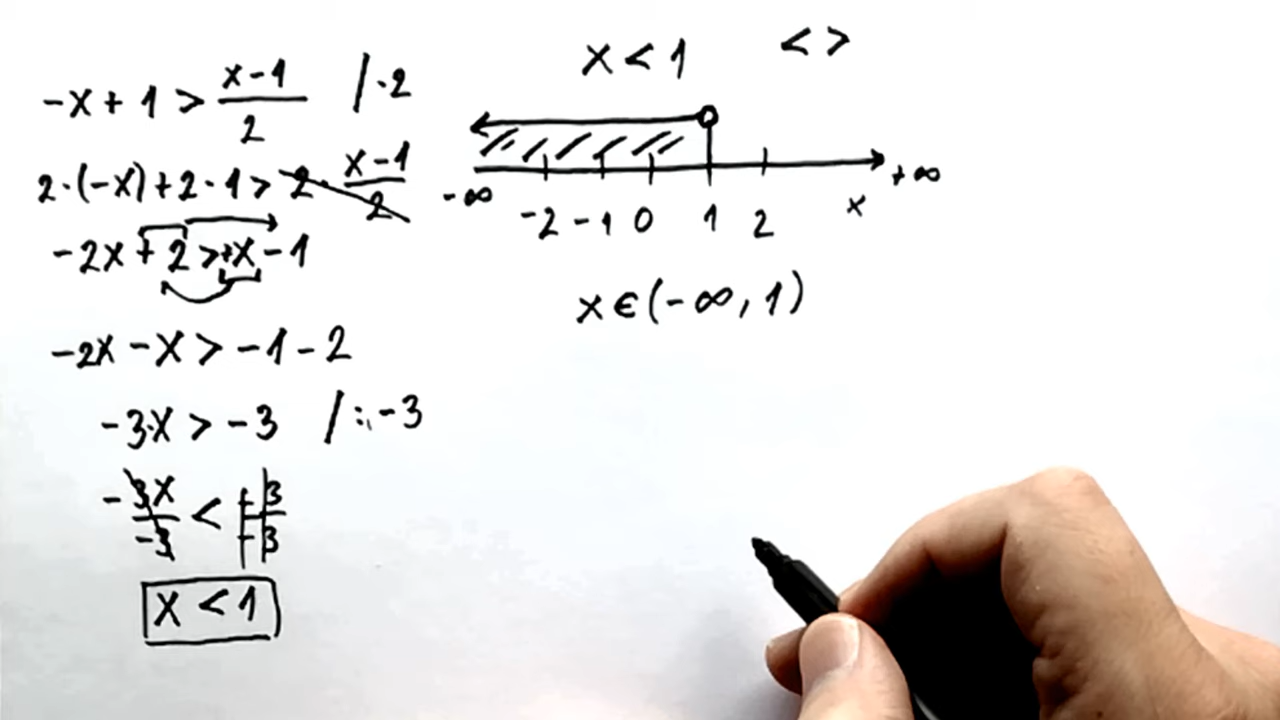 -x + 1 > (x-1)/2 /·2
2·(-x)+2·1 > 2·(x-1)/2
-2x + 2 > +x - 1
-2x - x > -1 - 2
-3·x > -3 /: -3
-3x/-3 < -3/-3
x < 1
x < 1 < >
-∞ -2 -1 0 1 2 x +∞
x ∈ (-∞, 1)